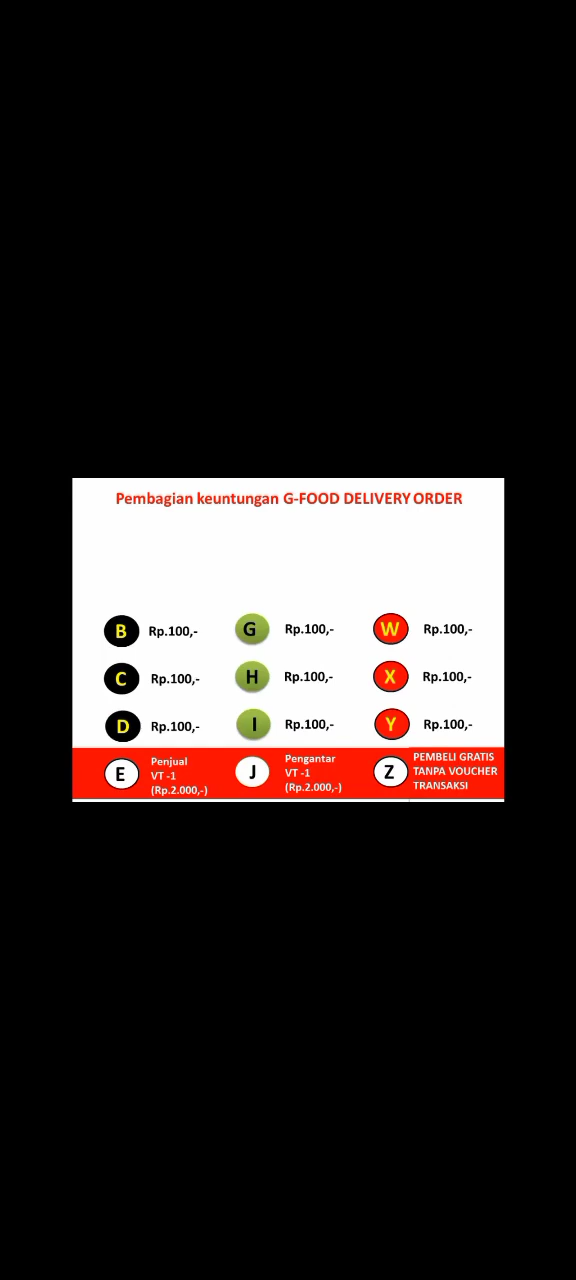 Pembagian keuntungan G-FOOD DELIVERY ORDER
B Rp.100,- G Rp.100,- W Rp.100,-
C Rp.100,- H Rp.100,- X Rp.100,-
D Rp.100,- I Rp.100,- Y Rp.100,-
E
Penjual
VT -1
(Rp.2.000,-)
J
Pengantar
VT -1
(Rp.2.000,-)
Z
PEMBELI GRATIS
TANPA VOUCHER
TRANSAKSI